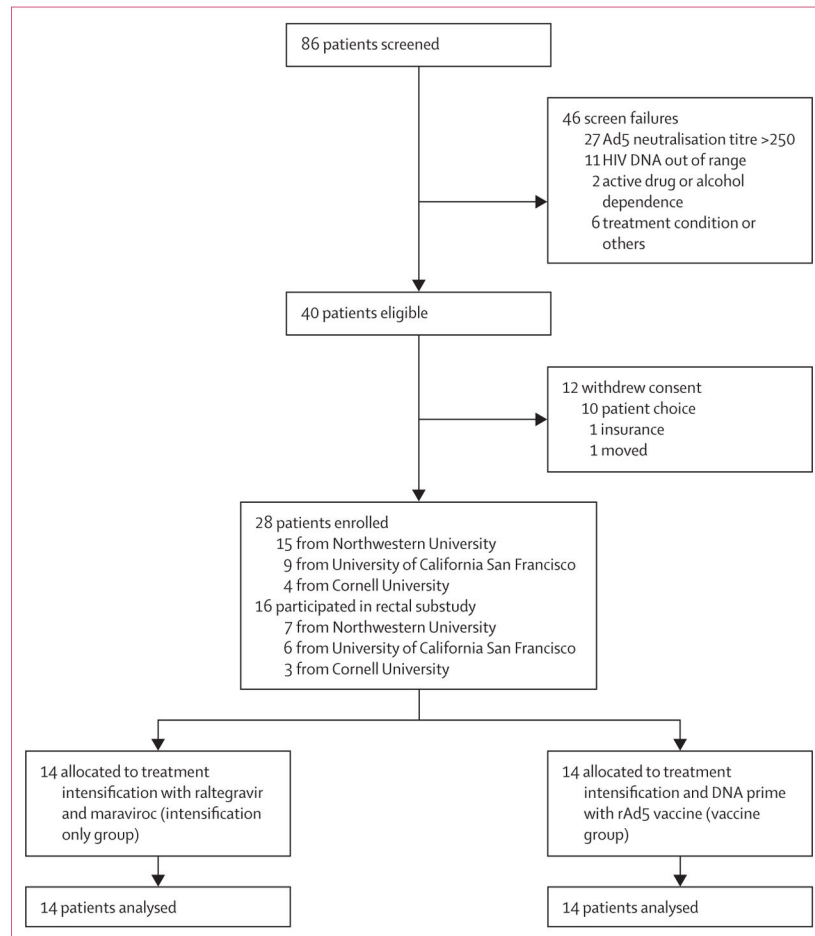 86 patients screened
46 screen failures
27 Ad5 neutralisation titre >250
11 HIV DNA out of range
2 active drug or alcohol
dependence
6 treatment condition or
others
40 patients eligible
12 withdrew consent
10 patient choice
1 insurance
1 moved
28 patients enrolled
15 from Northwestern University
9 from University of California San Francisco
4 from Cornell University
16 participated in rectal substudy
7 from Northwestern University
6 from University of California San Francisco
3 from Cornell University
14 allocated to treatment
intensification with raltegravir
and maraviroc (intensification
only group)
14 allocated to treatment
intensification and DNA prime
with rAd5 vaccine (vaccine
group)
14 patients analysed
14 patients analysed